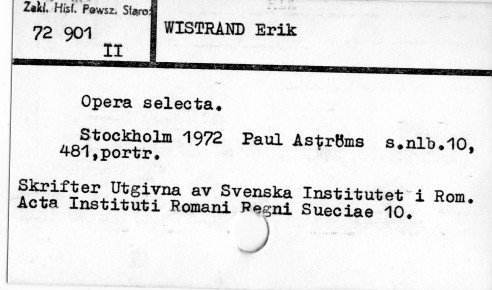 Zakł. Hist. Powsz. Staroż.
72 901
II
WISTRAND Erik
Opera selecta.
Stockholm 1972 Paul Aströms s.nlb.10,
481,portr.
Skrifter Utgivna av Svenska Institutet i Rom.
Acta Instituti Romani Regni Sueciae 10.